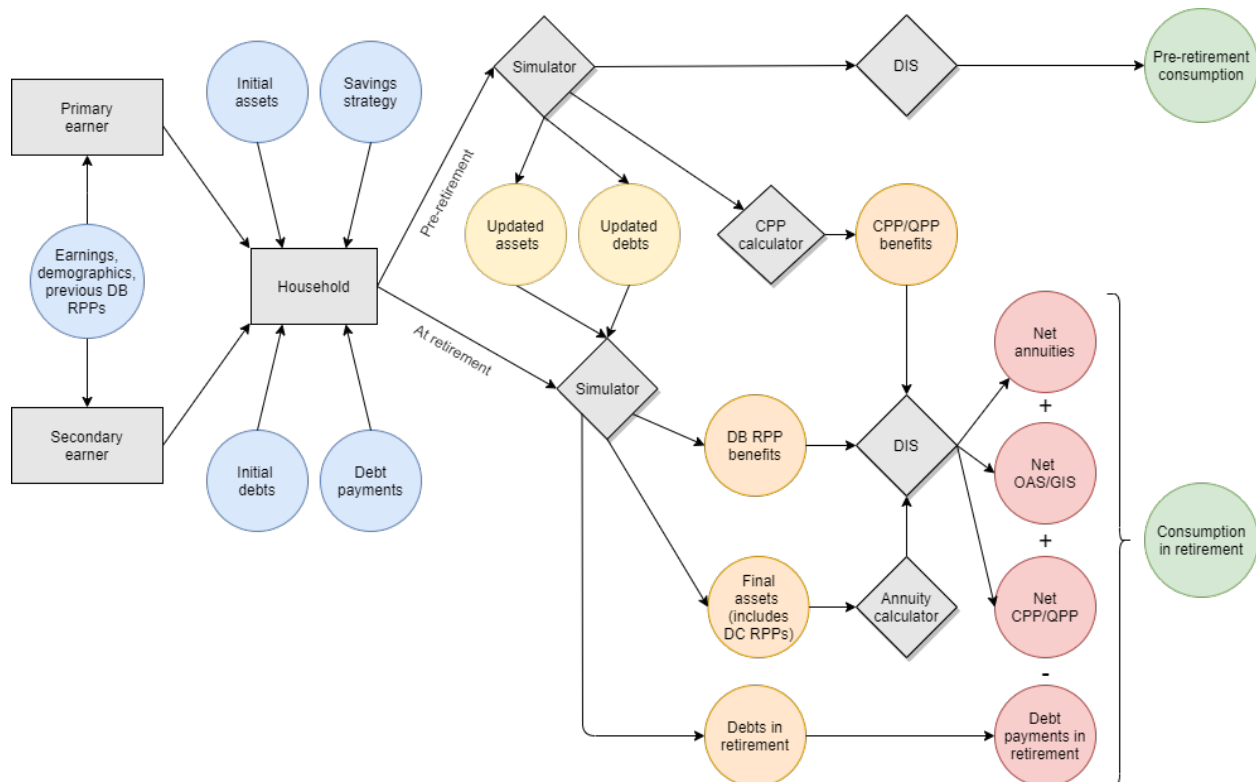 Primary
earner
Initial
assets
Savings
strategy
Simulator
DIS
Pre-retirement
consumption
Pre-retirement
Earnings,
demographics,
previous DB
RPPs
Household
Updated
assets
Updated
debts
CPP
calculator
CPP/QPP
benefits
At retirement
Secondary
earner
Initial
debts
Debt
payments
Simulator
DB RPP
benefits
DIS
Net
annuities
+
Net
OAS/GIS
+
Net
CPP/QPP
-
Final
assets
(includes
DC RPPs)
Annuity
calculator
Debts in
retirement
Debt
payments in
retirement
Consumption
in retirement